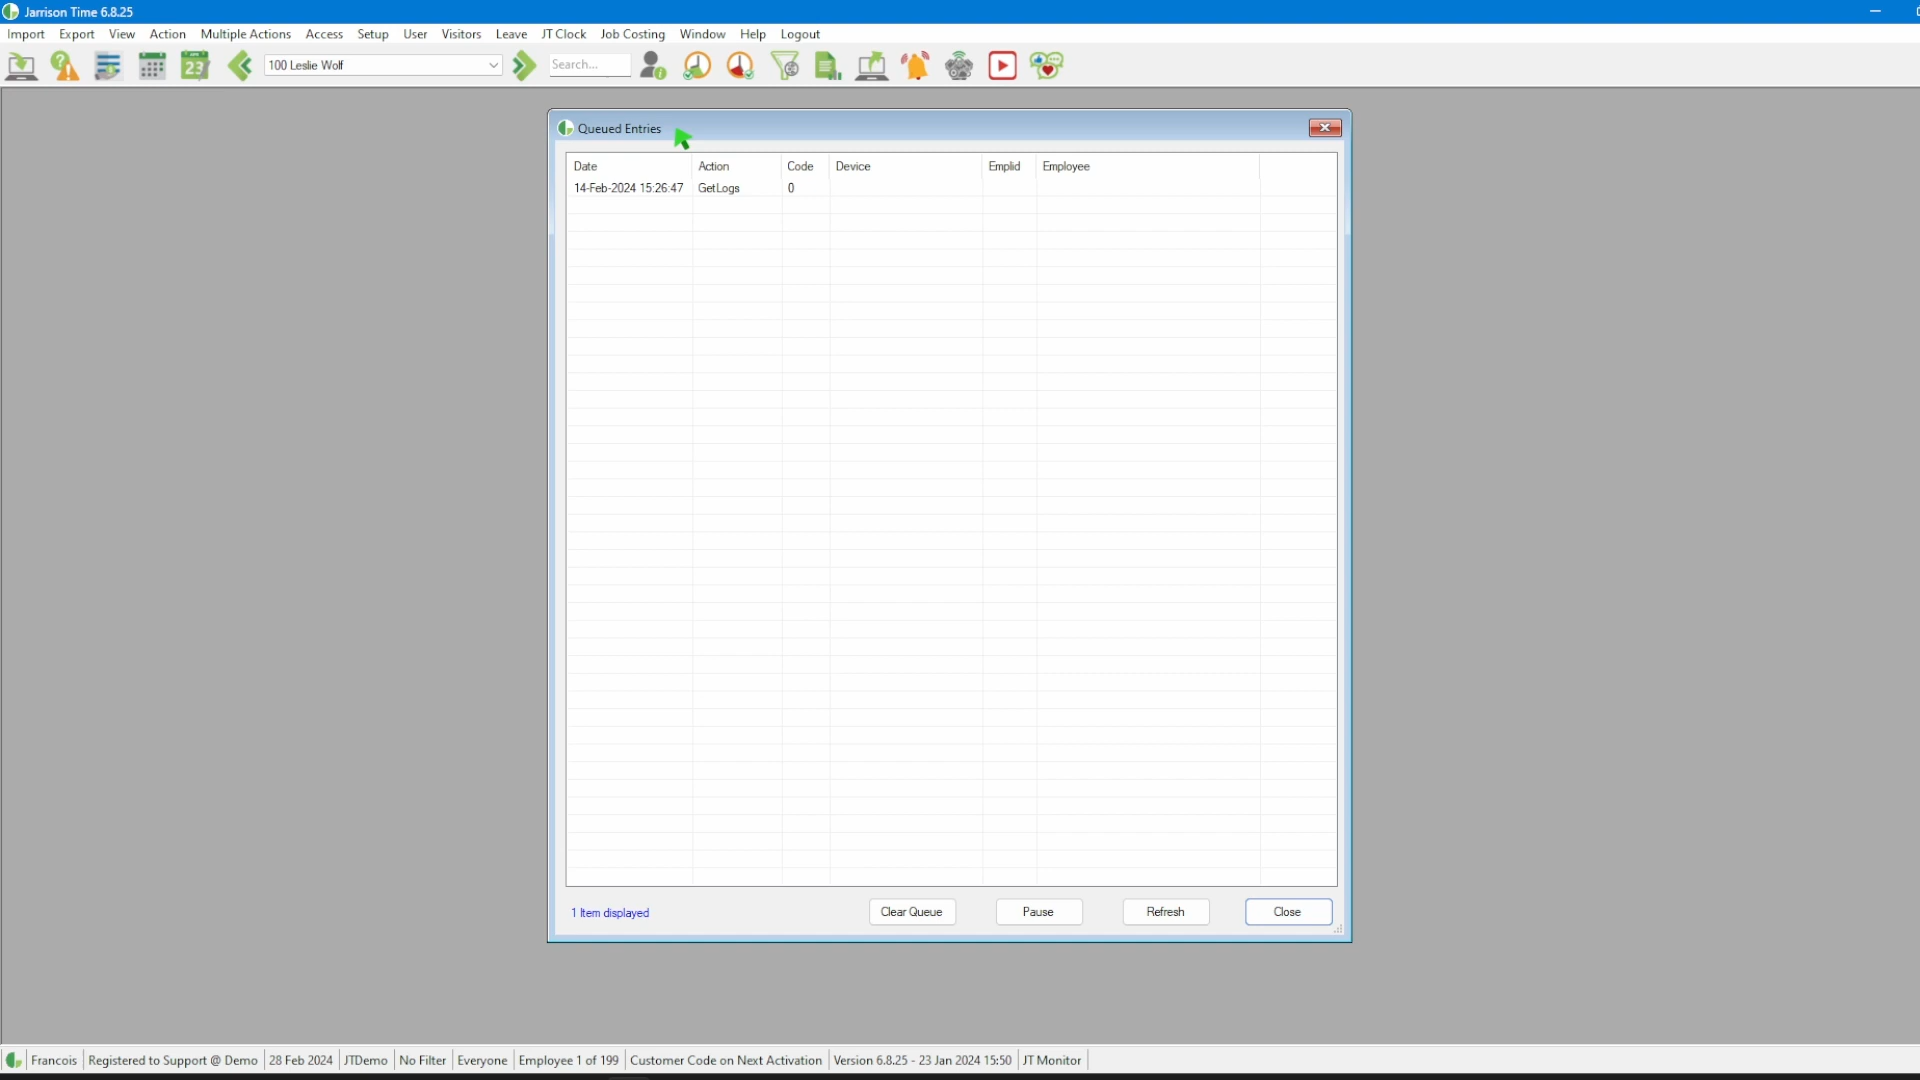 Jarrison Time 6.8.25
Import Export View Action Multiple Actions Access Setup User Visitors Leave JT Clock Job Costing Window Help Logout
23 100 Leslie Wolf Search...
Queued Entries
Date Action Code Device Emplid Employee
14-Feb-2024 15:26:47 GetLogs 0
1 Item displayed Clear Queue Pause Refresh Close
Francois Registered to Support @ Demo 28 Feb 2024 JTDemo No Filter Everyone Employee 1 of 199 Customer Code on Next Activation Version 6.8.25 - 23 Jan 2024 15:50 JT Monitor